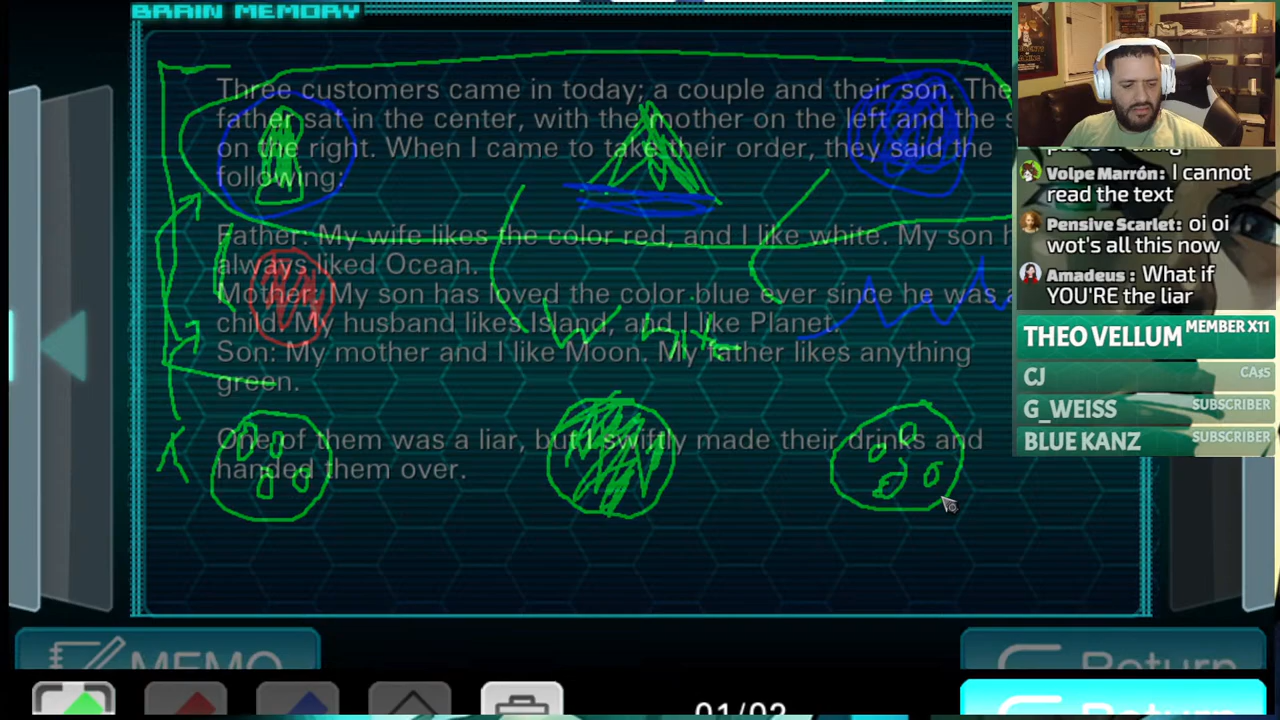 BRAIN MEMORY
Three customers came in today; a couple and their son. The
father sat in the center, with the mother on the left and the s
on the right. When I came to take their order, they said the
following:
Father: My wife likes the color red, and I like white. My son h
always liked Ocean.
Mother: My son has loved the color blue ever since he was a
child. My husband likes Island, and I like Planet.
Son: My mother and I like Moon. My father likes anything
green.
One of them was a liar, but I swiftly made their drinks and
handed them over.
White
X
MEMO
Return
Return
01/02
Volpe Marrón: I cannot
read the text
Pensive Scarlet: oi oi
wot's all this now
Amadeus : What if
YOU'RE the liar
THEO VELLUM MEMBER X11
CJ CA$5
G_WEISS SUBSCRIBER
BLUE KANZ SUBSCRIBER